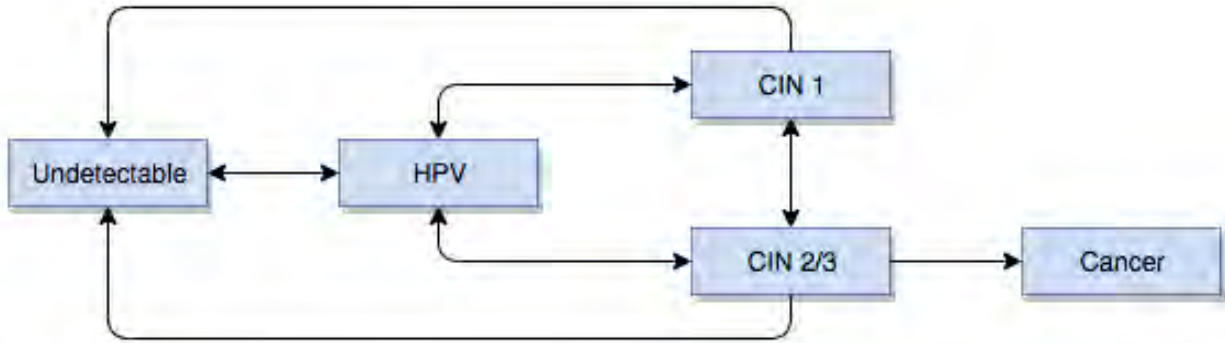 CIN 1
Undetectable
HPV
CIN 2/3
Cancer